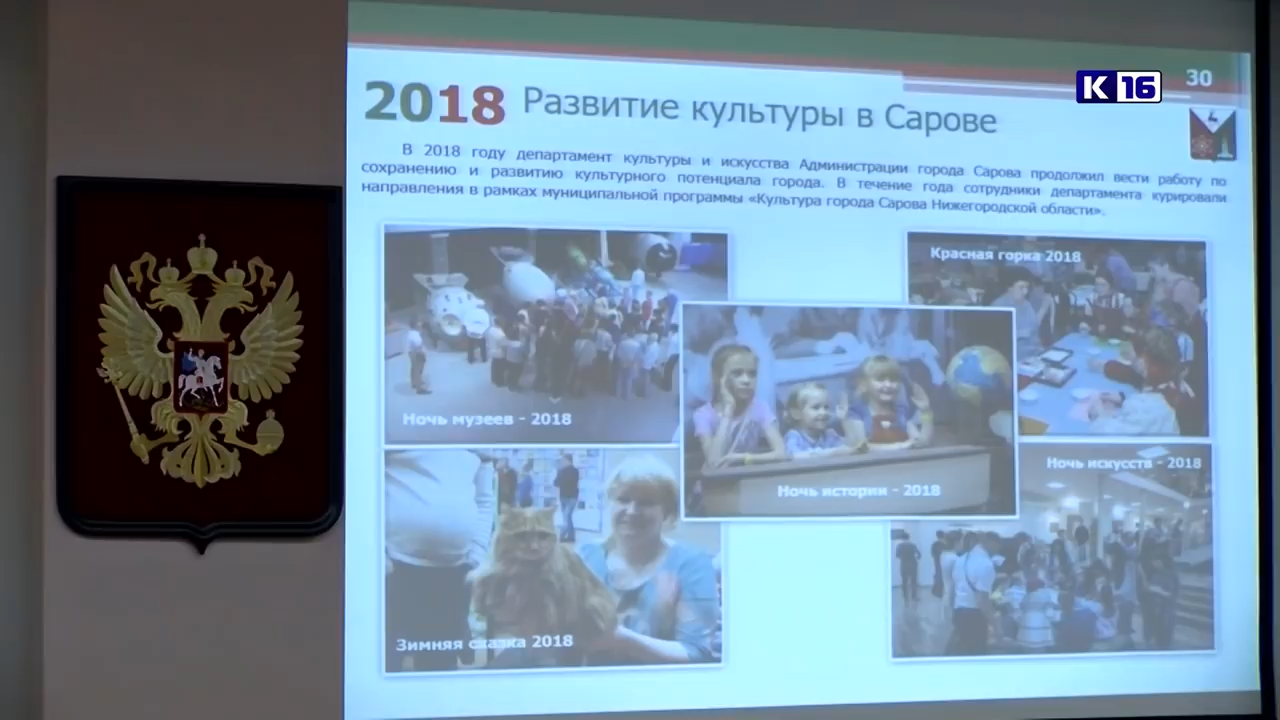 К 16
30
2018 Развитие культуры в Сарове
В 2018 году департамент культуры и искусства Администрации города Сарова продолжил вести работу по
сохранению и развитию культурного потенциала города. В течение года сотрудники департамента курировали
направления в рамках муниципальной программы «Культура города Сарова Нижегородской области».
Красная горка 2018
Ночь музеев - 2018
Ночь искусств - 2018
Ночь истории - 2018
Зимняя сказка 2018